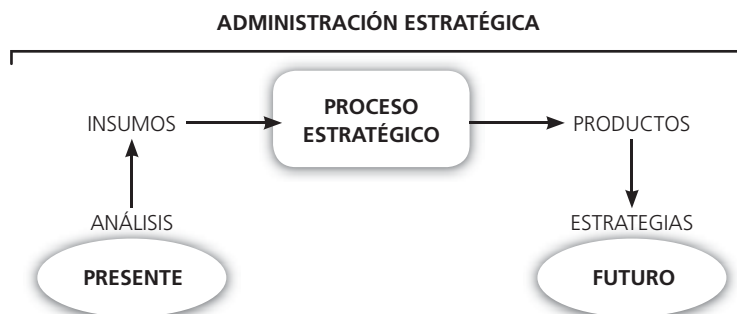 ADMINISTRACIÓN ESTRATÉGICA
INSUMOS
PROCESO
ESTRATÉGICO
PRODUCTOS
ANÁLISIS
PRESENTE
ESTRATEGIAS
FUTURO